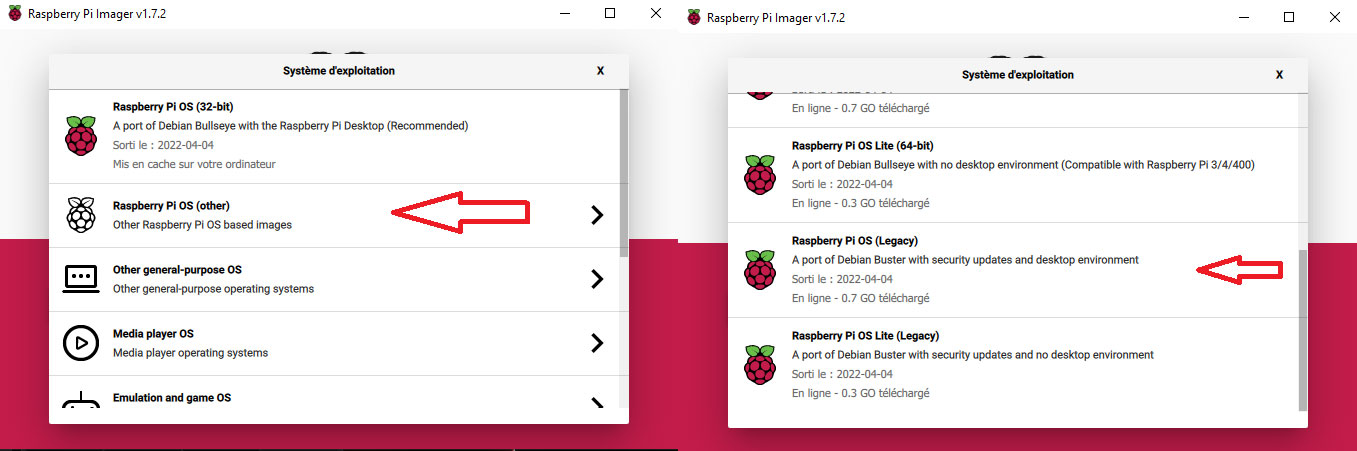 Raspberry Pi Imager v1.7.2
Système d'exploitation
X
Raspberry Pi OS (32-bit)
A port of Debian Bullseye with the Raspberry Pi Desktop (Recommended)
Sorti le : 2022-04-04
Mis en cache sur votre ordinateur
Raspberry Pi OS (other)
Other Raspberry Pi OS based images
Other general-purpose OS
Other general-purpose operating systems
Media player OS
Media player operating systems
Emulation and game OS
Raspberry Pi Imager v1.7.2
Système d'exploitation
X
En ligne - 0.7 GO téléchargé
Raspberry Pi OS Lite (64-bit)
A port of Debian Bullseye with no desktop environment (Compatible with Raspberry Pi 3/4/400)
Sorti le : 2022-04-04
En ligne - 0.3 GO téléchargé
Raspberry Pi OS (Legacy)
A port of Debian Buster with security updates and desktop environment
Sorti le : 2022-04-04
En ligne - 0.7 GO téléchargé
Raspberry Pi OS Lite (Legacy)
A port of Debian Buster with security updates and no desktop environment
Sorti le : 2022-04-04
En ligne - 0.3 GO téléchargé